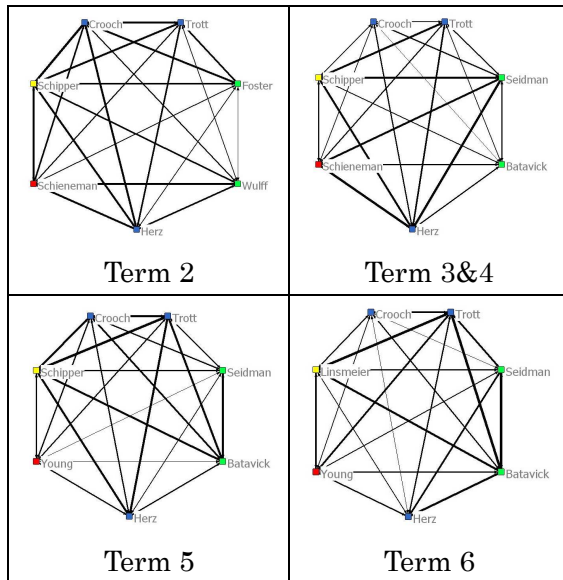 Crooch
Trott
Schipper
Foster
Schieneman
Wulff
Herz
Term 2
Crooch
Trott
Schipper
Seidman
Schieneman
Batavick
Herz
Term 3&4
Crooch
Trott
Schipper
Seidman
Young
Batavick
Herz
Term 5
Crooch
Trott
Linsmeier
Seidman
Young
Batavick
Herz
Term 6